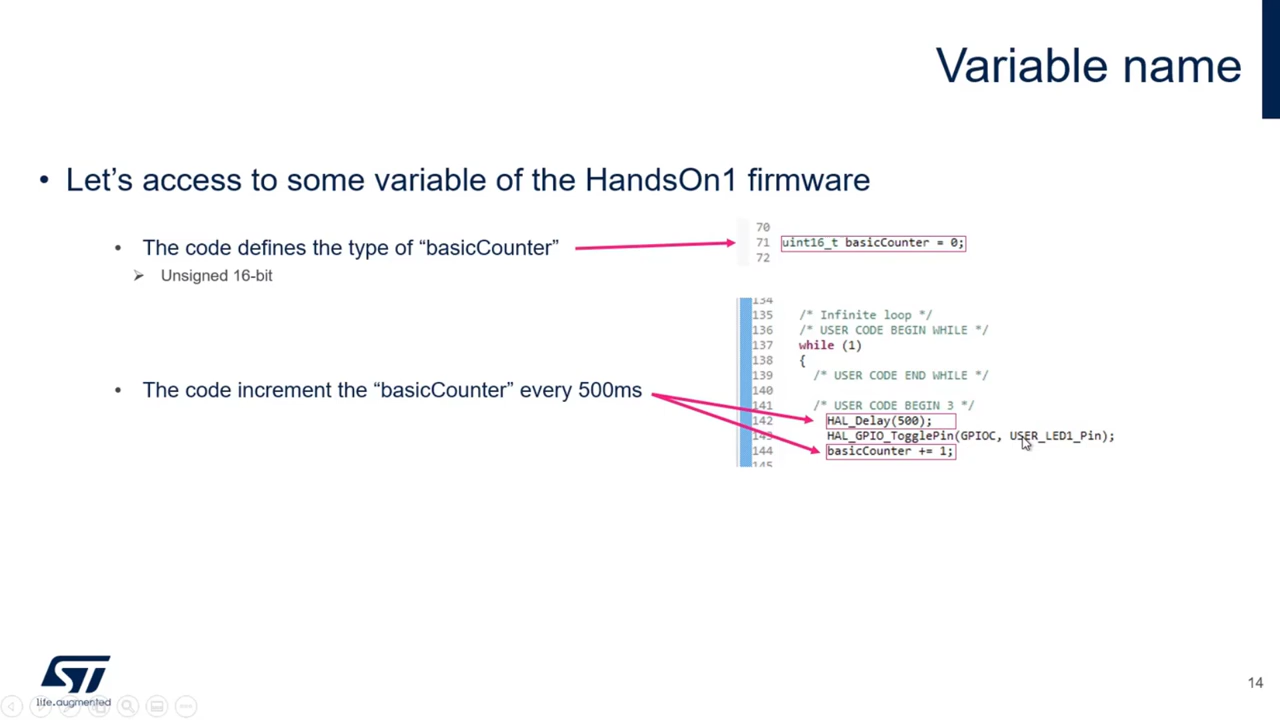 Variable name
• Let's access to some variable of the HandsOn1 firmware
• The code defines the type of “basicCounter”
➢ Unsigned 16-bit
70
71 uint16_t basicCounter = 0;
72
• The code increment the “basicCounter” every 500ms
134
135 /* Infinite loop */
136 /* USER CODE BEGIN WHILE */
137 while (1)
138 {
139 /* USER CODE END WHILE */
140
141 /* USER CODE BEGIN 3 */
142 HAL_Delay(500);
143 HAL_GPIO_TogglePin(GPIOC, USER_LED1_Pin);
144 basicCounter += 1;
145
ST
life.augmented
14